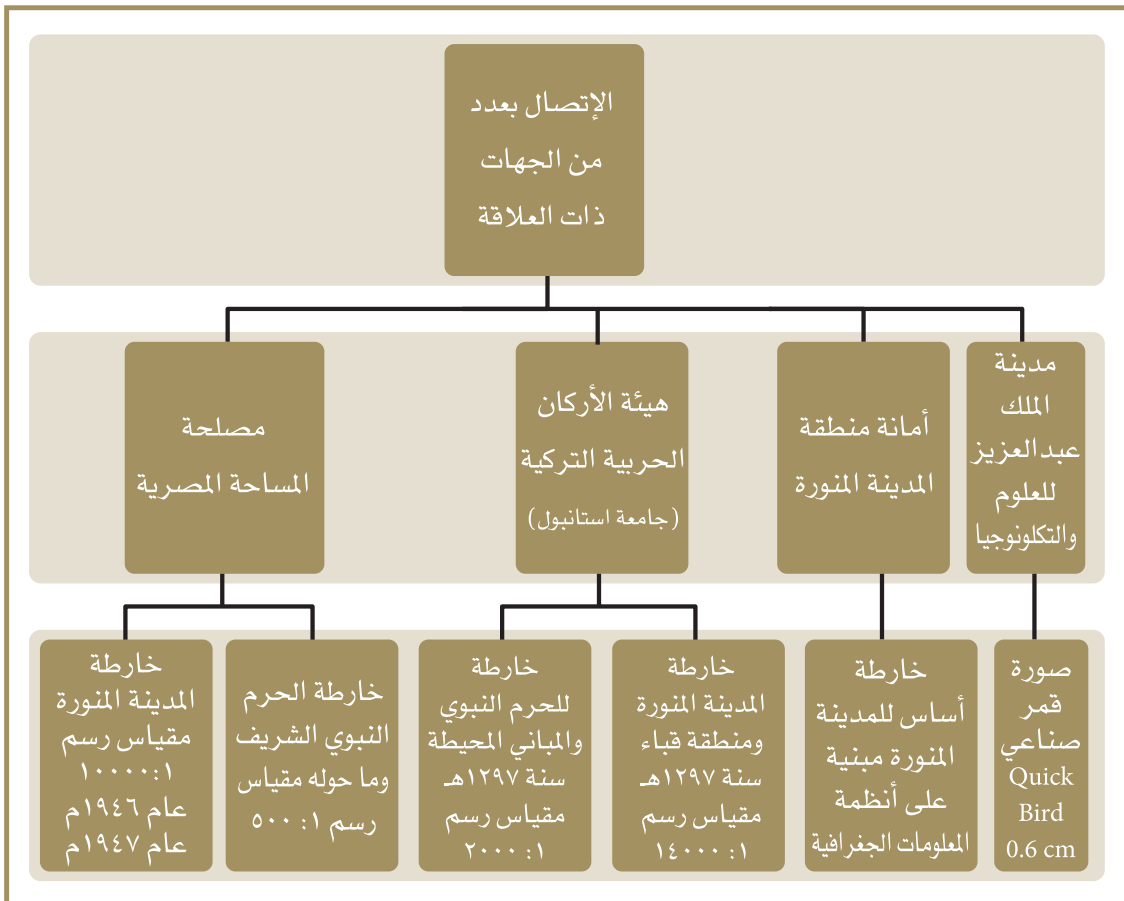 الإتصال بعدد
من الجهات
ذات العلاقة
مدينة
الملك
عبدالعزيز
للعلوم
والتكلونوجيا
أمانة منطقة
المدينة المنورة
هيئة الأركان
الحربية التركية
(جامعة استانبول)
مصلحة
المساحة المصرية
صورة
قمر
صناعي
Quick
Bird
0.6 cm
خارطة
أساس للمدينة
المنورة مبنية
على أنظمة
المعلومات الجغرافية
خارطة
المدينة المنورة
ومنطقة قباء
سنة ١٢٩٧هـ
مقياس رسم
١: ١٤٠٠٠
خارطة
للحرم النبوي
والمباني المحيطة
سنة ١٢٩٧هـ
مقياس رسم
١: ٢٠٠٠
خارطة الحرم
النبوي الشريف
وما حوله مقياس
رسم ١: ٥٠٠
خارطة
المدينة المنورة
مقياس رسم
١:١٠٠٠٠
عام ١٩٤٦م
عام ١٩٤٧م